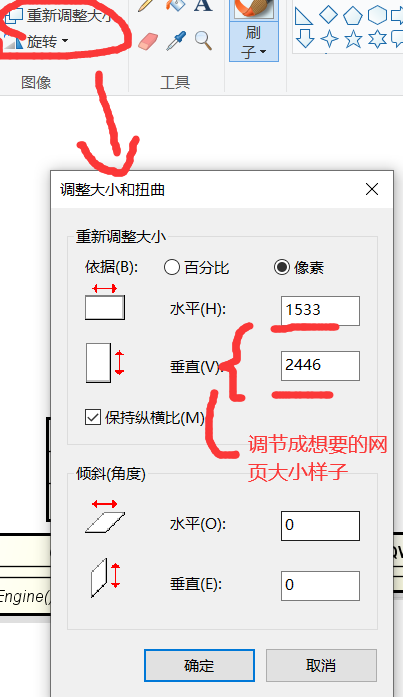 重新调整大小
A
旋转
刷
子
图像
工具
调整大小和扭曲
重新调整大小
依据(B):
百分比
像素
水平(H):
1533
垂直(V):
2446
保持纵横比(M)
调节成想要的网
页大小样子
倾斜(角度)
水平(O):
0
垂直(E):
0
Engine()
确定
取消